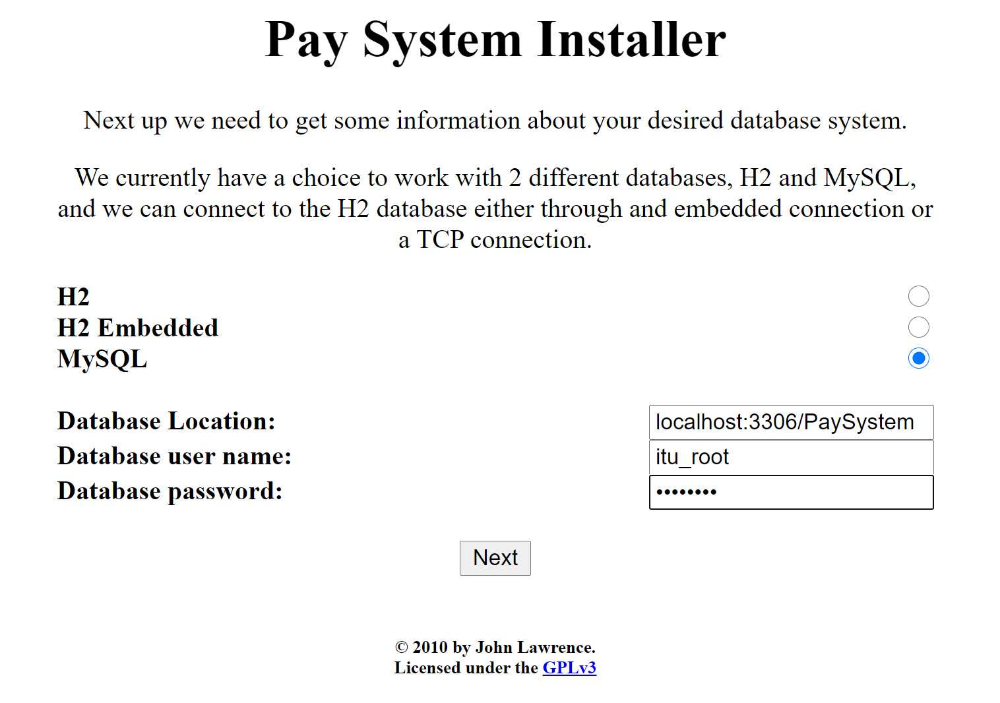 Pay System Installer
Next up we need to get some information about your desired database system.
We currently have a choice to work with 2 different databases, H2 and MySQL,
and we can connect to the H2 database either through and embedded connection or
a TCP connection.
H2
H2 Embedded
MySQL
Database Location: localhost:3306/PaySystem
Database user name: itu_root
Database password: ••••••••
Next
© 2010 by John Lawrence.
Licensed under the GPLv3